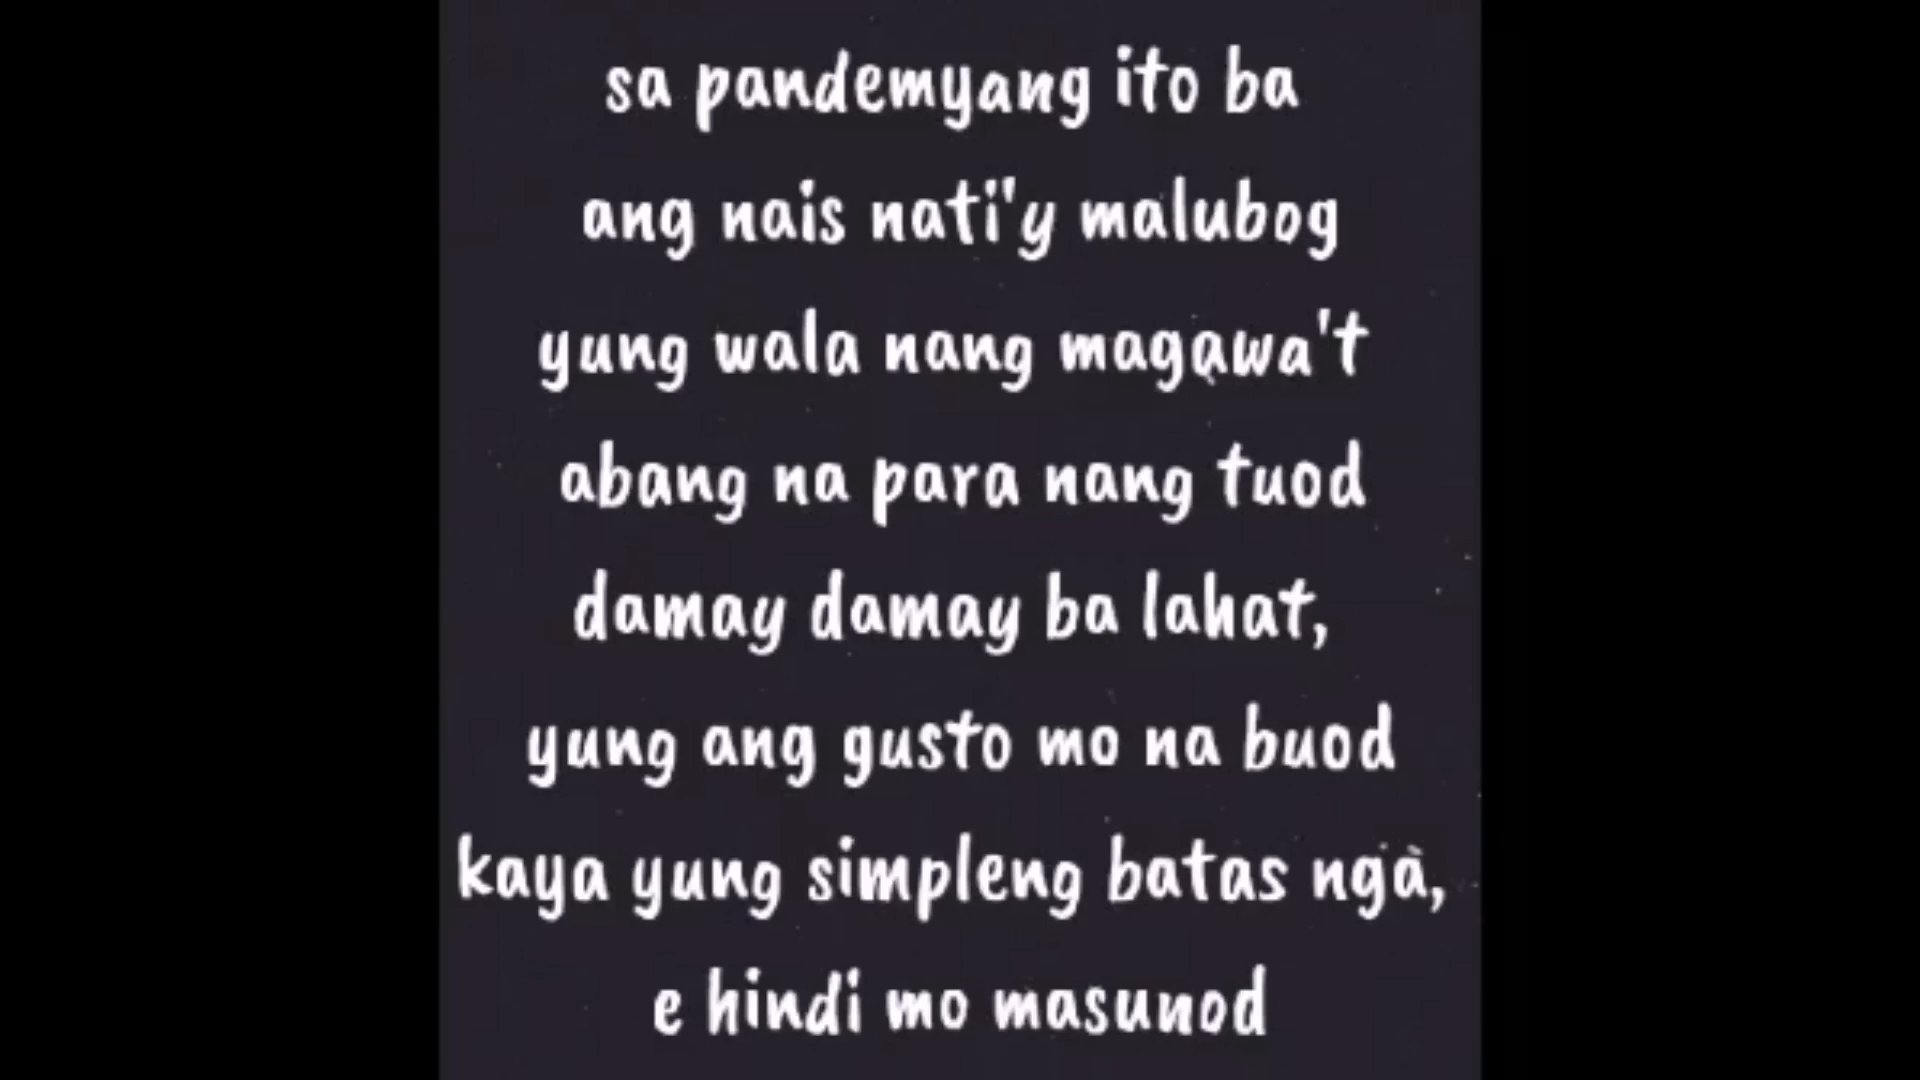 sa pandemyang ito ba
ang nais nati'y malubog
yung wala nang magawa't
abang na para nang tuod
damay damay ba lahat,
yung ang gusto mo na buod
kaya yung simpleng batas nga,
e hindi mo masunod